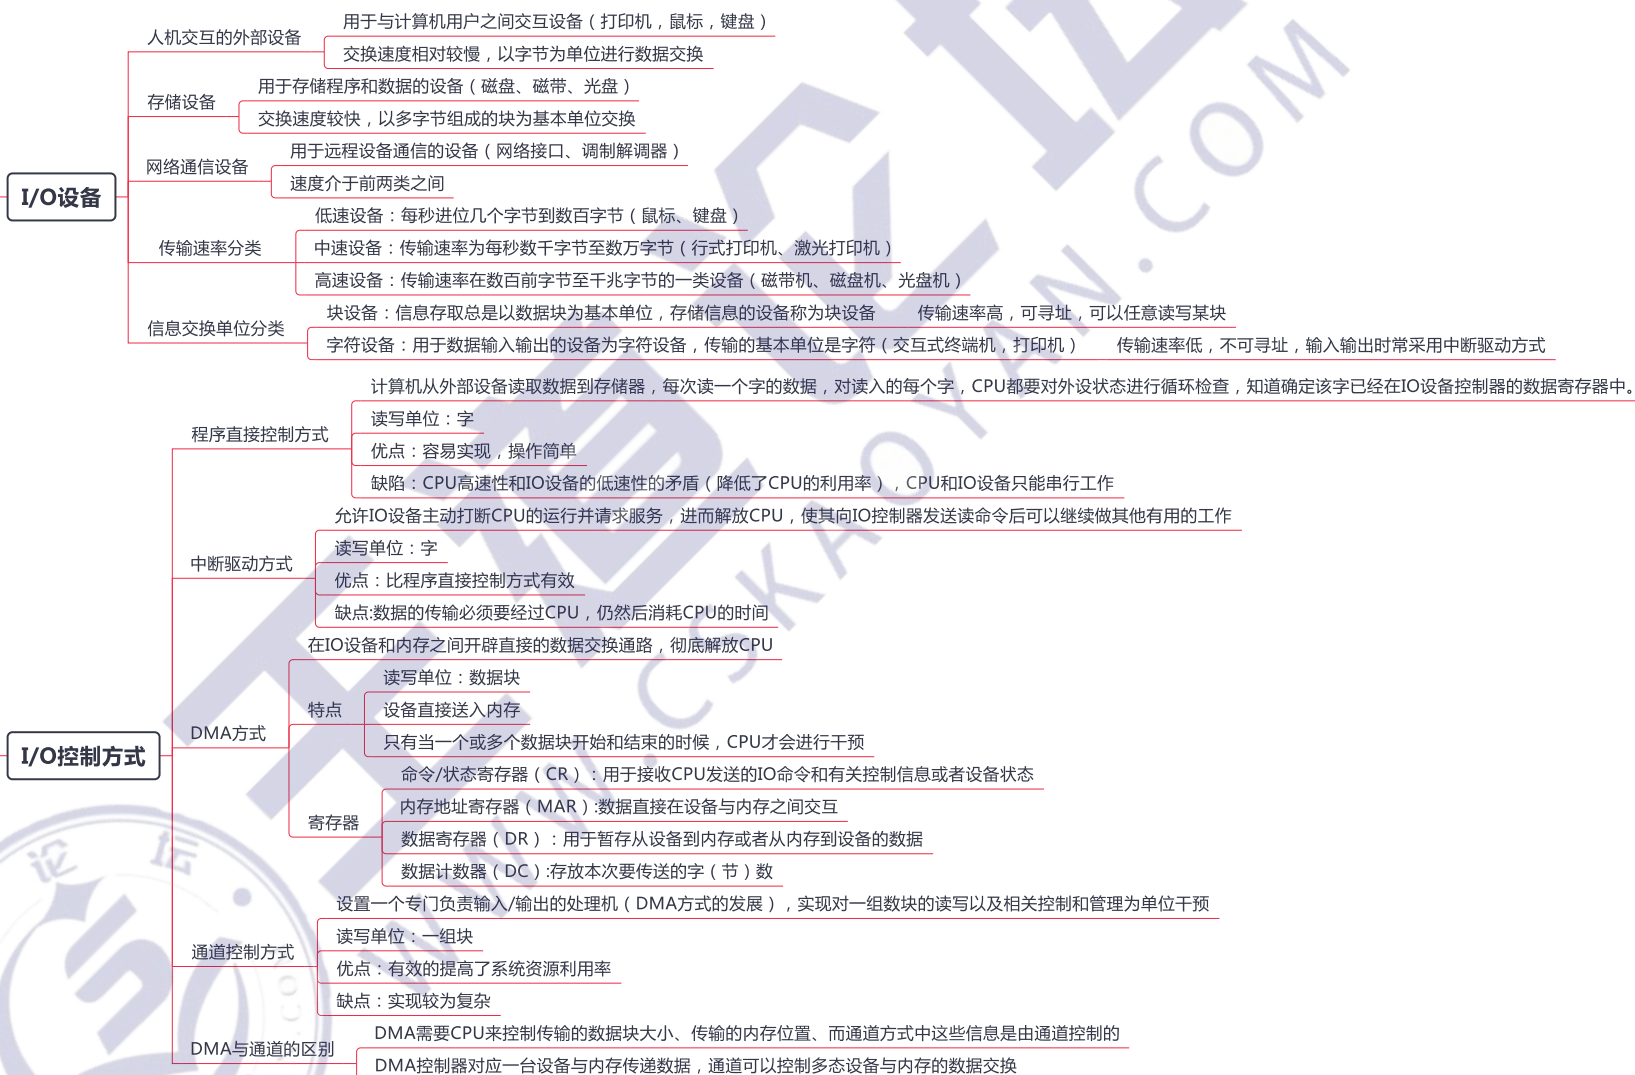 用于与计算机用户之间交互设备（打印机，鼠标，键盘）
人机交互的外部设备
交换速度相对较慢，以字节为单位进行数据交换
用于存储程序和数据的设备（磁盘、磁带、光盘）
存储设备
交换速度较快，以多字节组成的块为基本单位交换
用于远程设备通信的设备（网络接口、调制解调器）
网络通信设备
速度介于前两类之间
I/O设备
低速设备：每秒进位几个字节到数百字节（鼠标、键盘）
传输速率分类
中速设备：传输速率为每秒数千字节至数万字节（行式打印机、激光打印机）
高速设备：传输速率在数百前字节至千兆字节的一类设备（磁带机、磁盘机、光盘机）
块设备：信息存取总是以数据块为基本单位，存储信息的设备称为块设备 传输速率高，可寻址，可以任意读写某块
信息交换单位分类
字符设备：用于数据输入输出的设备为字符设备，传输的基本单位是字符（交互式终端机，打印机） 传输速率低，不可寻址，输入输出时常采用中断驱动方式
计算机从外部设备读取数据到存储器，每次读一个字的数据，对读入的每个字，CPU都要对外设状态进行循环检查，知道确定该字已经在IO设备控制器的数据寄存器中。
读写单位：字
程序直接控制方式
优点：容易实现，操作简单
缺陷：CPU高速性和IO设备的低速性的矛盾（降低了CPU的利用率），CPU和IO设备只能串行工作
允许IO设备主动打断CPU的运行并请求服务，进而解放CPU，使其向IO控制器发送读命令后可以继续做其他有用的工作
读写单位：字
中断驱动方式
优点：比程序直接控制方式有效
缺点:数据的传输必须要经过CPU，仍然后消耗CPU的时间
在IO设备和内存之间开辟直接的数据交换通路，彻底解放CPU
读写单位：数据块
特点
设备直接送入内存
DMA方式
只有当一个或多个数据块开始和结束的时候，CPU才会进行干预
I/O控制方式
命令/状态寄存器（CR）：用于接收CPU发送的IO命令和有关控制信息或者设备状态
内存地址寄存器（MAR）:数据直接在设备与内存之间交互
寄存器
数据寄存器（DR）：用于暂存从设备到内存或者从内存到设备的数据
数据计数器（DC）:存放本次要传送的字（节）数
设置一个专门负责输入/输出的处理机（DMA方式的发展），实现对一组数块的读写以及相关控制和管理为单位干预
读写单位：一组块
通道控制方式
优点：有效的提高了系统资源利用率
缺点：实现较为复杂
DMA需要CPU来控制传输的数据块大小、传输的内存位置、而通道方式中这些信息是由通道控制的
DMA与通道的区别
DMA控制器对应一台设备与内存传递数据，通道可以控制多态设备与内存的数据交换
王道论坛
WWW.CSKAOYAN.COM
论坛